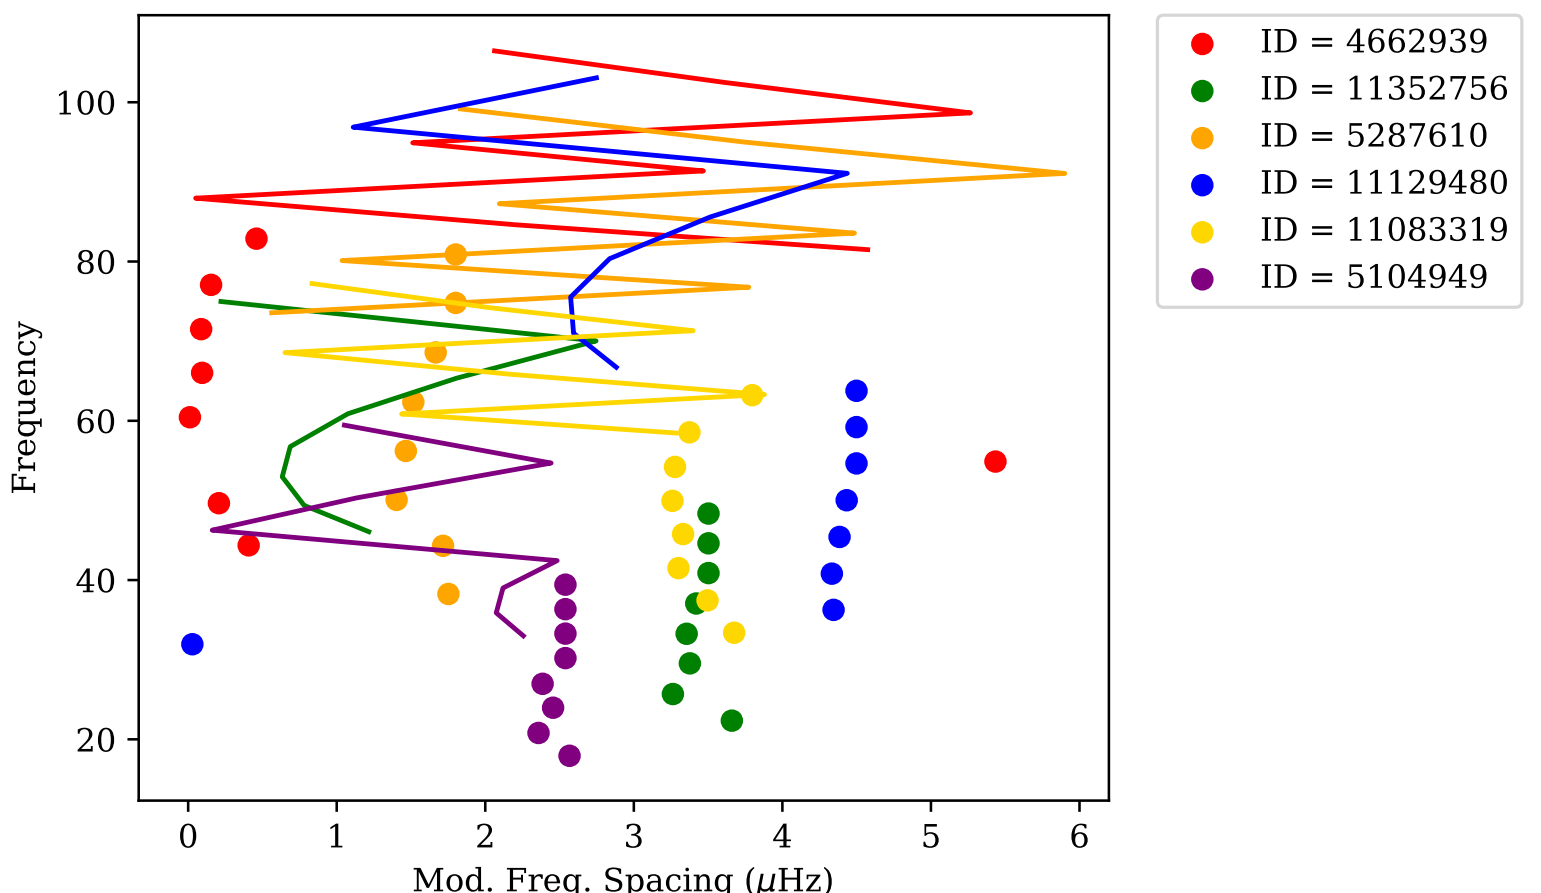 100
80
60
40
20
Frequency
0 1 2 3 4 5 6
Mod. Freq. Spacing (μHz)
ID = 4662939
ID = 11352756
ID = 5287610
ID = 11129480
ID = 11083319
ID = 5104949